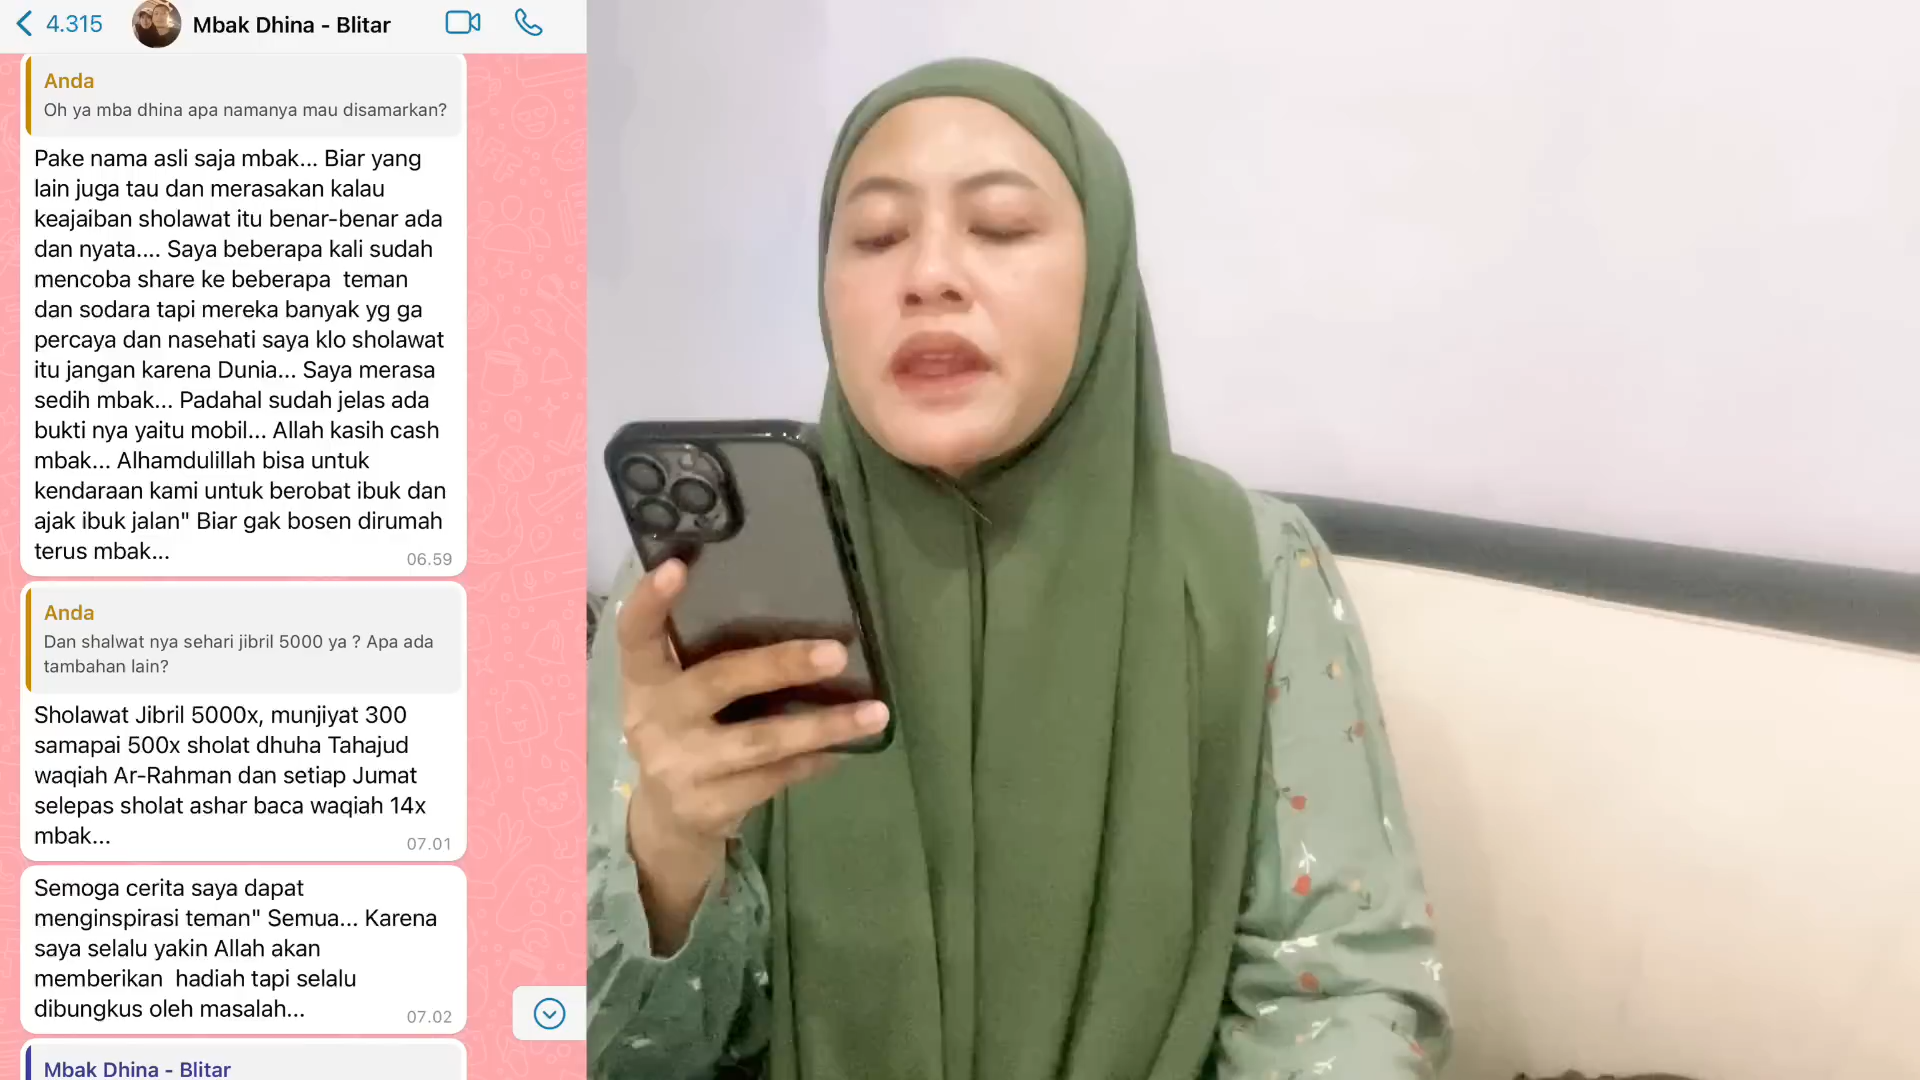 4.315
Mbak Dhina - Blitar
Anda
Oh ya mba dhina apa namanya mau disamarkan?
Pake nama asli saja mbak... Biar yang
lain juga tau dan merasakan kalau
keajaiban sholawat itu benar-benar ada
dan nyata.... Saya beberapa kali sudah
mencoba share ke beberapa  teman
dan sodara tapi mereka banyak yg ga
percaya dan nasehati saya klo sholawat
itu jangan karena Dunia... Saya merasa
sedih mbak... Padahal sudah jelas ada
bukti nya yaitu mobil... Allah kasih cash
mbak... Alhamdulillah bisa untuk
kendaraan kami untuk berobat ibuk dan
ajak ibuk jalan" Biar gak bosen dirumah
terus mbak...
06.59
Anda
Dan shalwat nya sehari jibril 5000 ya ? Apa ada
tambahan lain?
Sholawat Jibril 5000x, munjiyat 300
samapai 500x sholat dhuha Tahajud
waqiah Ar-Rahman dan setiap Jumat
selepas sholat ashar baca waqiah 14x
mbak...
07.01
Semoga cerita saya dapat
menginspirasi teman" Semua... Karena
saya selalu yakin Allah akan
memberikan  hadiah tapi selalu
dibungkus oleh masalah...
07.02
Mbak Dhina - Blitar